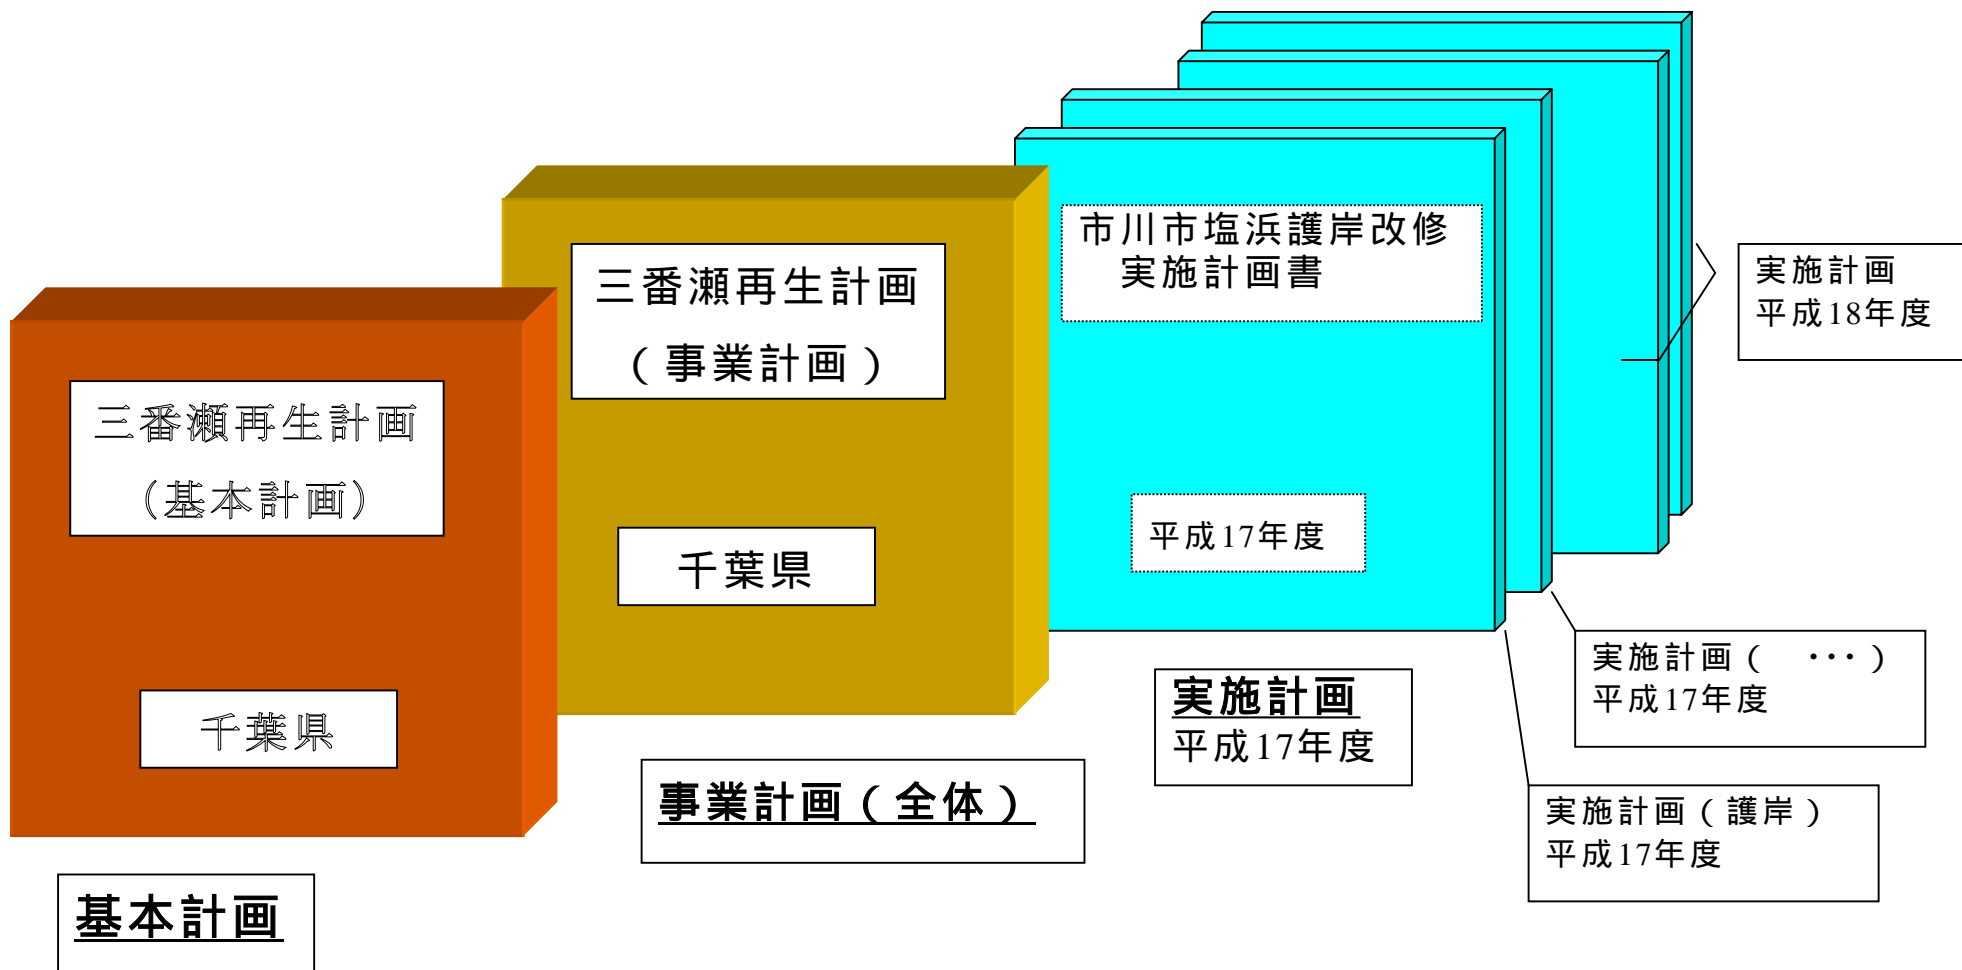 三番瀬再生計画
（基本計画）
千葉県
基本計画
三番瀬再生計画
（事業計画）
千葉県
事業計画（全体）
市川市塩浜護岸改修
実施計画書
平成17年度
実施計画
平成17年度
実施計画
平成18年度
実施計画（　･･･）
平成17年度
実施計画（護岸）
平成17年度